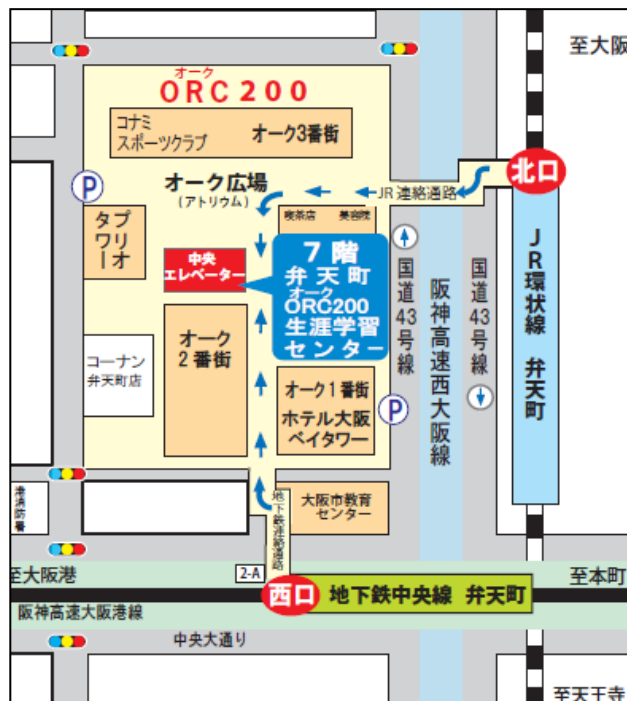 至大阪
オーク
ORC 200
コナミ
スポーツクラブ
オーク3番街
P
オーク広場
(アトリウム)
JR連絡通路
北口
タプ
ワリ
ーオ
喫茶店
美容院
中央
エレベーター
7階
弁天町
オーク
ORC200
生涯学習
センター
国道43号線
阪神高速西大阪線
国道43号線
JR環状線 弁天町
オーク
2番街
コーナン
弁天町店
オーク1番街
ホテル大阪
ベイタワー
P
港消防署
地下鉄連絡通路
大阪市教育
センター
至大阪港
2-A
西口
地下鉄中央線 弁天町
至本町
阪神高速大阪港線
中央大通り
至天王寺